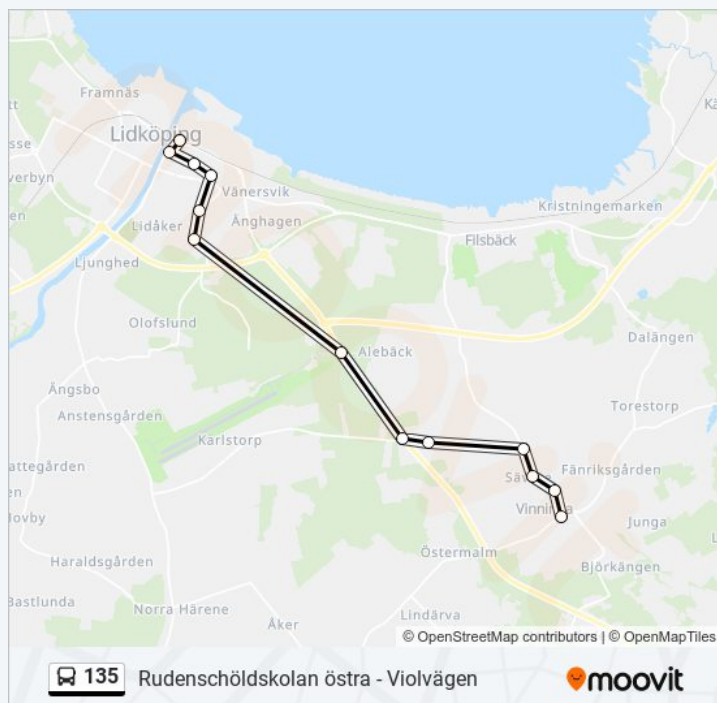 Framnäs
Lidköping
Vänersvik
Kristningemarken
Lidåker
Änghagen
Filsbäck
Ljunghed
Olofslund
Dalängen
Alebäck
Ängsbo
Anstensgården
Torestorp
Karlstorp
Fänriksgården
Vinninga
Junga
Östermalm
Björkängen
Haraldsgården
Bastlunda
Norra Härene
Åker
Lindärva
© OpenStreetMap contributors | © OpenMapTiles
135 Rudenschöldskolan östra - Violvägen
moovit